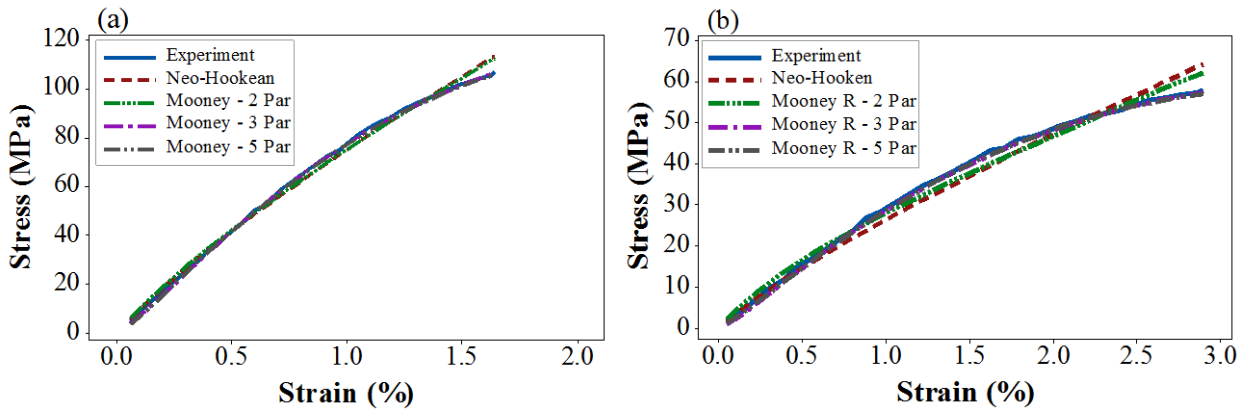 (a)
120
100
80
60
40
20
0
Stress (MPa)
Experiment
Neo-Hookean
Mooney - 2 Par
Mooney - 3 Par
Mooney - 5 Par
0.0 0.5 1.0 1.5 2.0
Strain (%)
(b)
70
60
50
40
30
20
10
0
Stress (MPa)
Experiment
Neo-Hooken
Mooney R - 2 Par
Mooney R - 3 Par
Mooney R - 5 Par
0.0 0.5 1.0 1.5 2.0 2.5 3.0
Strain (%)